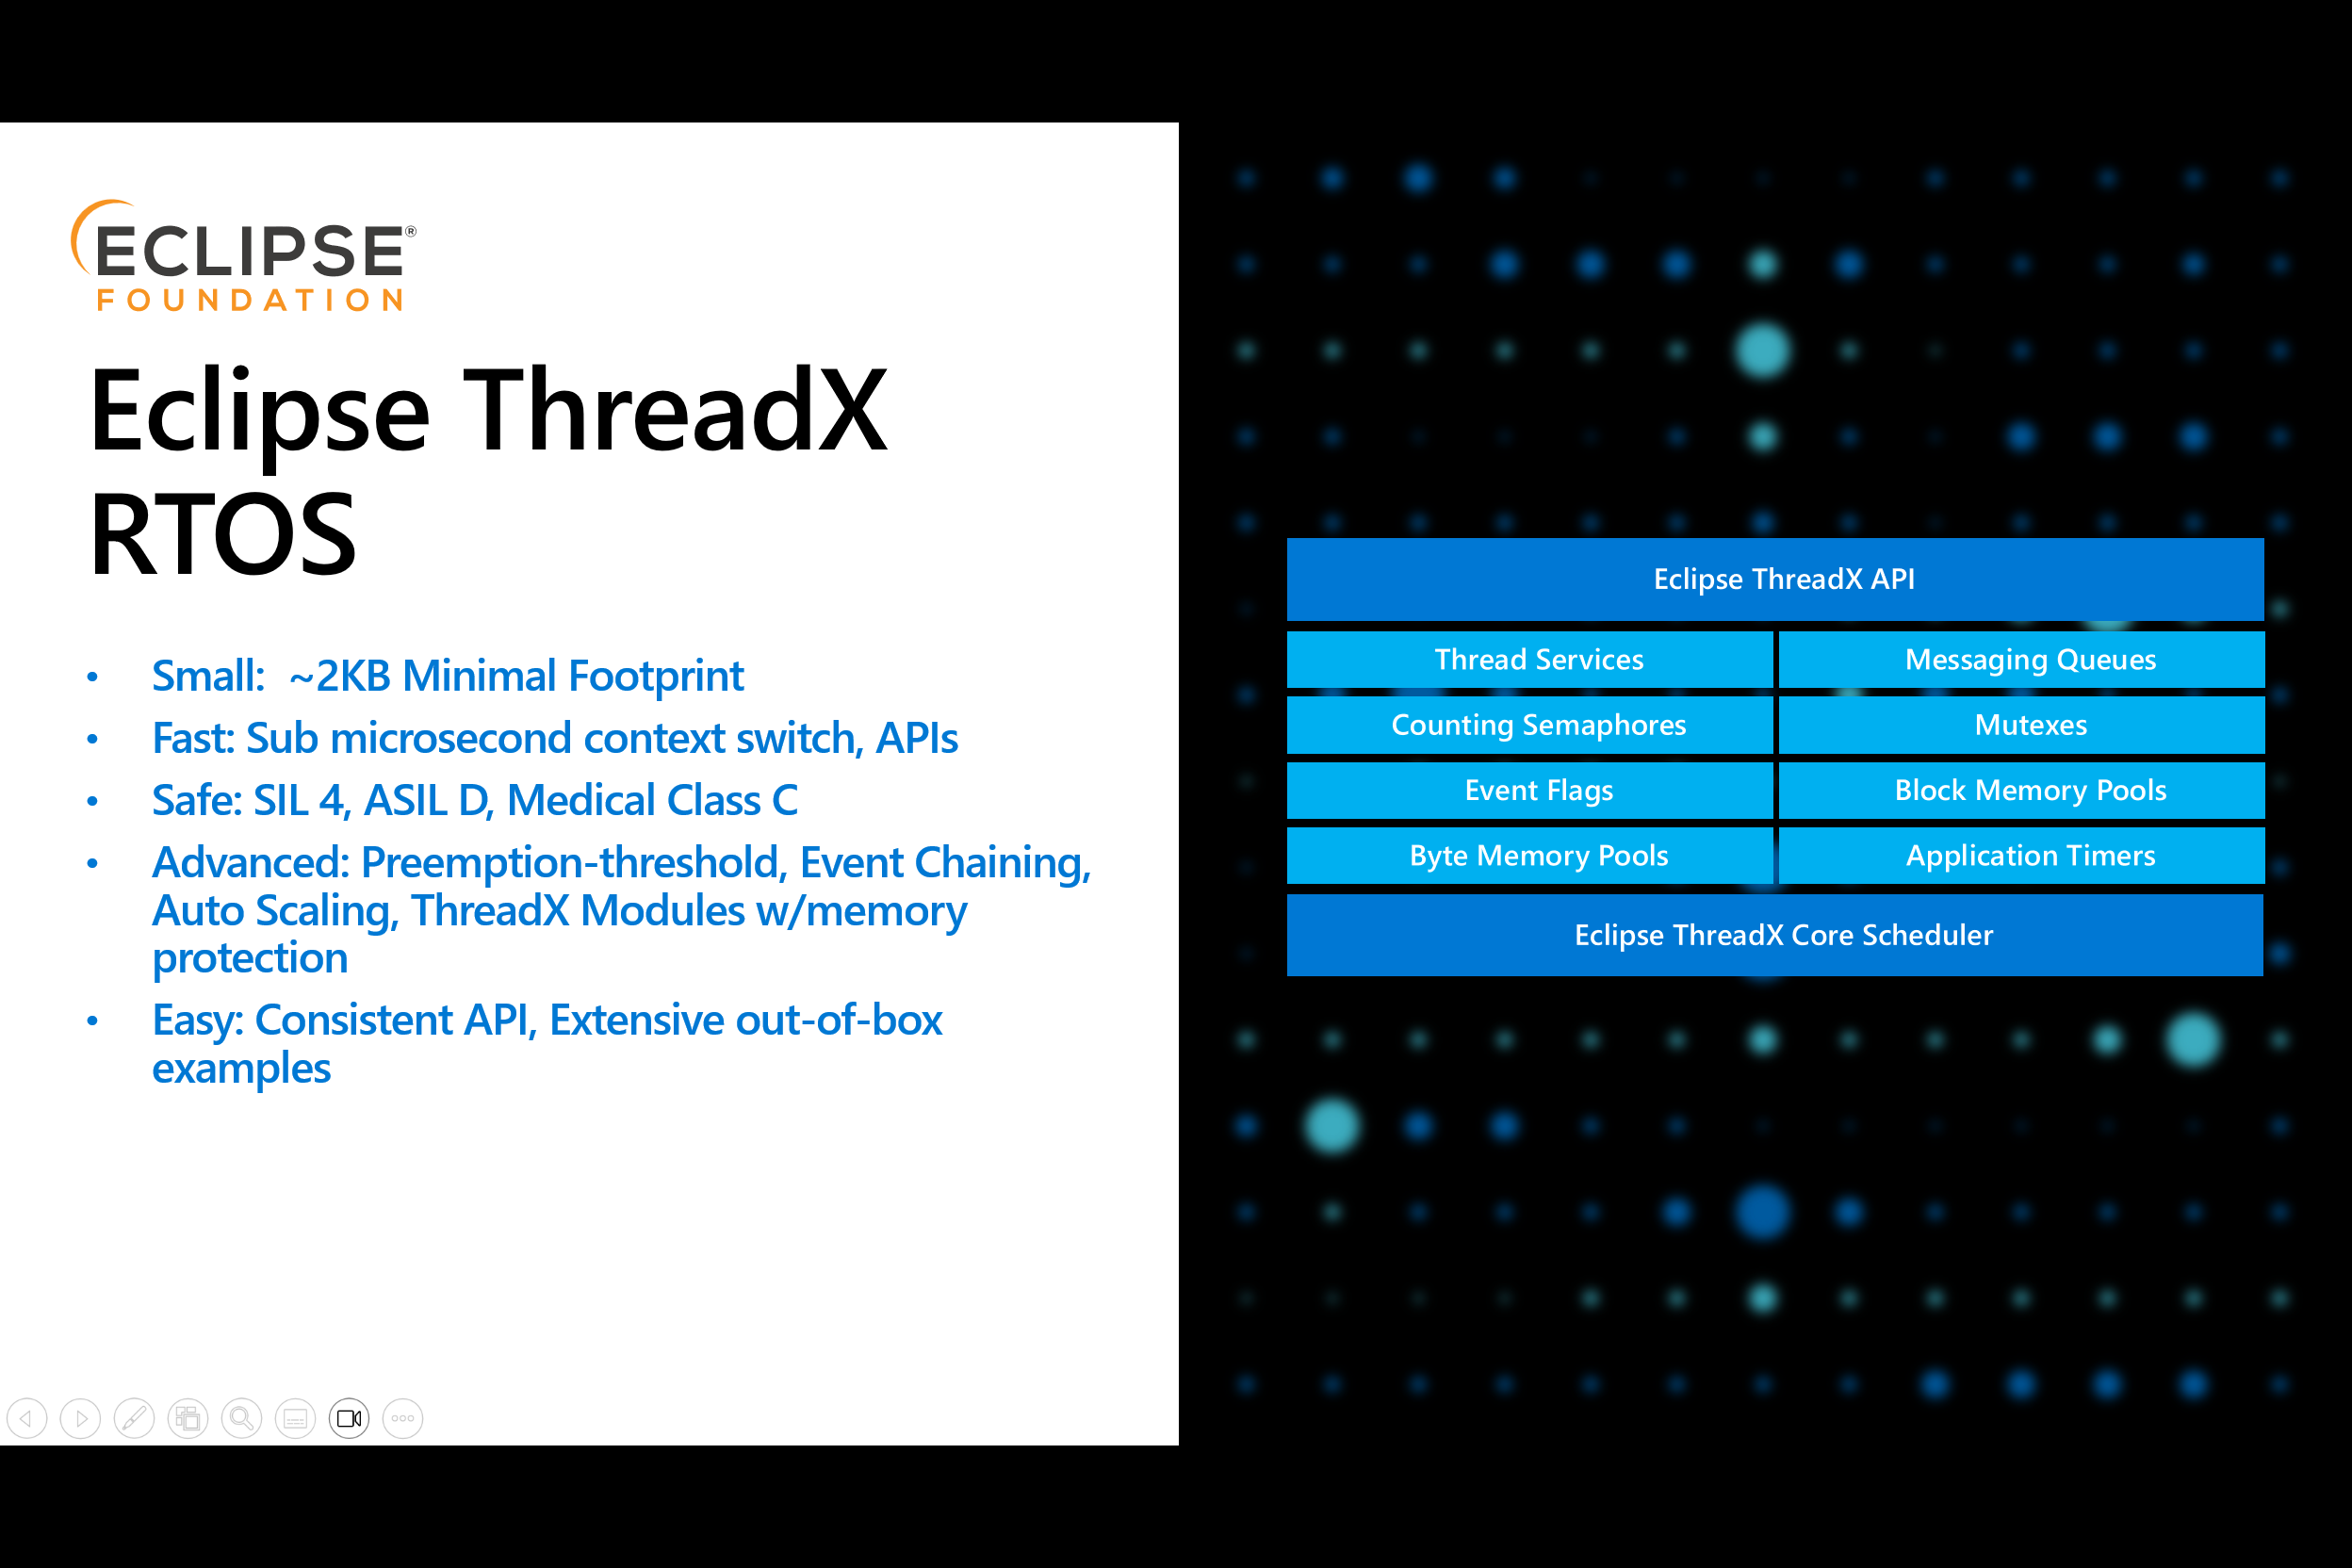 ECLIPSE®
FOUNDATION
Eclipse ThreadX
RTOS
• Small:  ~2KB Minimal Footprint
• Fast: Sub microsecond context switch, APIs
• Safe: SIL 4, ASIL D, Medical Class C
• Advanced: Preemption-threshold, Event Chaining,
Auto Scaling, ThreadX Modules w/memory
protection
• Easy: Consistent API, Extensive out-of-box
examples
Eclipse ThreadX API
Thread Services
Messaging Queues
Counting Semaphores
Mutexes
Event Flags
Block Memory Pools
Byte Memory Pools
Application Timers
Eclipse ThreadX Core Scheduler